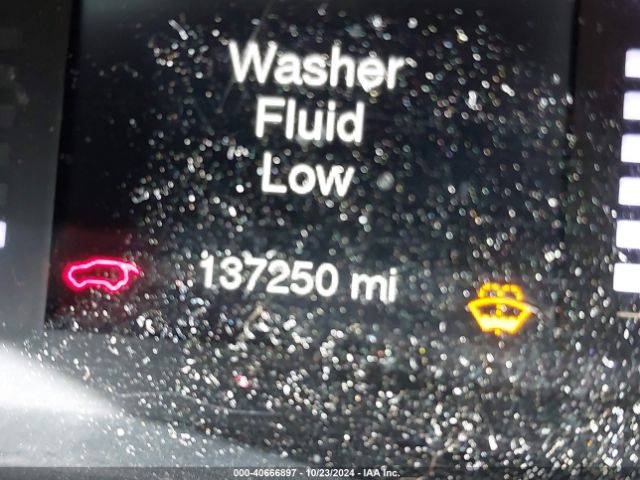 Washer
Fluid
Low
137250 mi
000-40666897 - 10/23/2024 - IAA Inc.